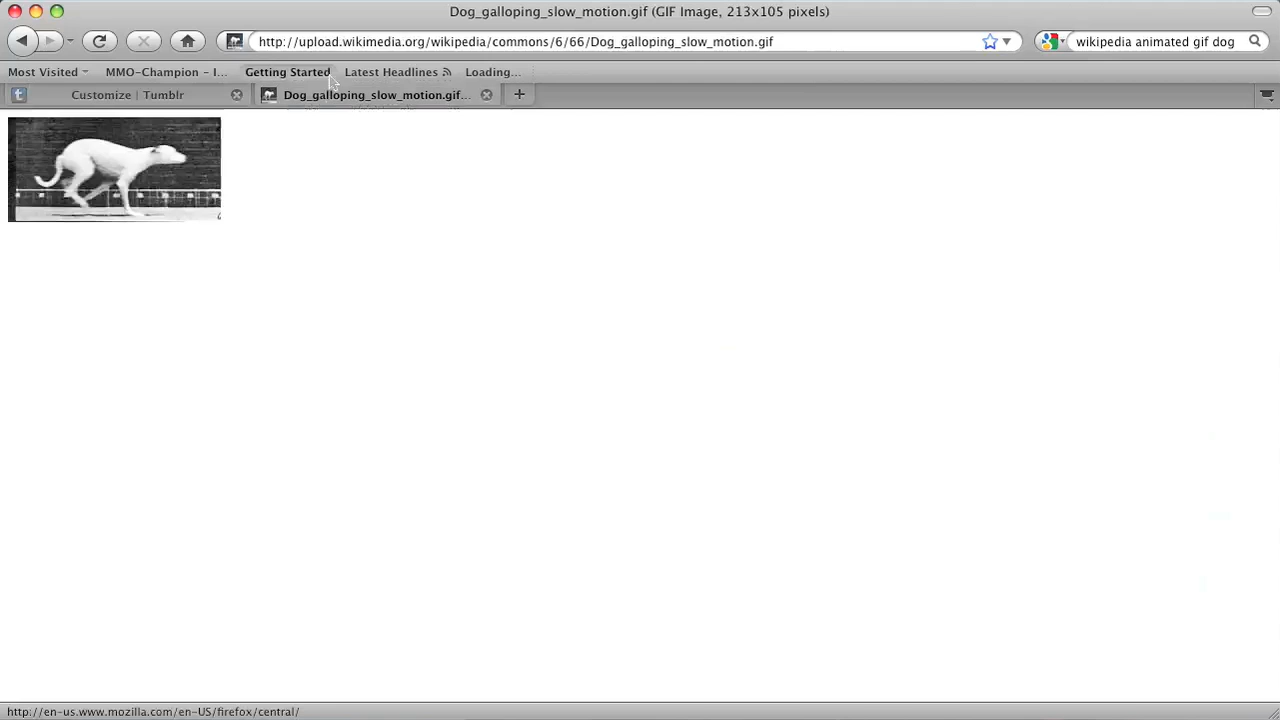 Dog_galloping_slow_motion.gif (GIF Image, 213x105 pixels)
http://upload.wikimedia.org/wikipedia/commons/6/66/Dog_galloping_slow_motion.gif
wikipedia animated gif dog
Most Visited
MMO-Champion - I...
Getting Started
Latest Headlines
Loading...
Customize | Tumblr
Dog_galloping_slow_motion.gif...
http://en-us.www.mozilla.com/en-US/firefox/central/